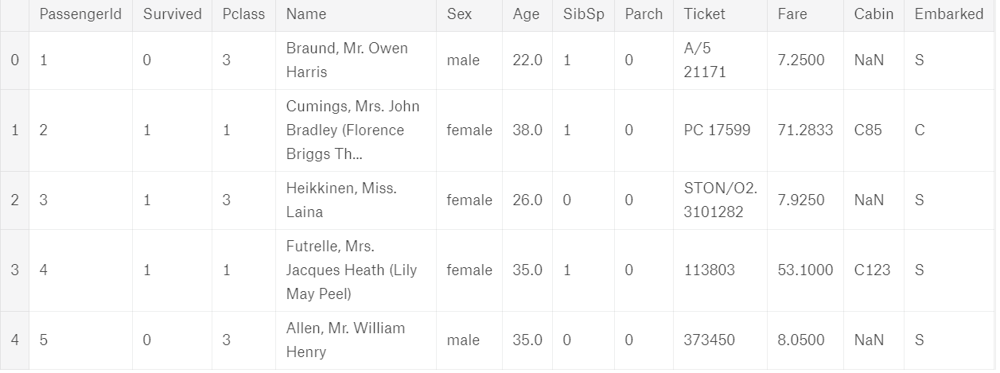 PassengerId Survived Pclass Name Sex Age SibSp Parch Ticket Fare Cabin Embarked
0 1 0 3 Braund, Mr. Owen Harris male 22.0 1 0 A/5 21171 7.2500 NaN S
1 2 1 1 Cumings, Mrs. John Bradley (Florence Briggs Th... female 38.0 1 0 PC 17599 71.2833 C85 C
2 3 1 3 Heikkinen, Miss. Laina female 26.0 0 0 STON/O2. 3101282 7.9250 NaN S
3 4 1 1 Futrelle, Mrs. Jacques Heath (Lily May Peel) female 35.0 1 0 113803 53.1000 C123 S
4 5 0 3 Allen, Mr. William Henry male 35.0 0 0 373450 8.0500 NaN S